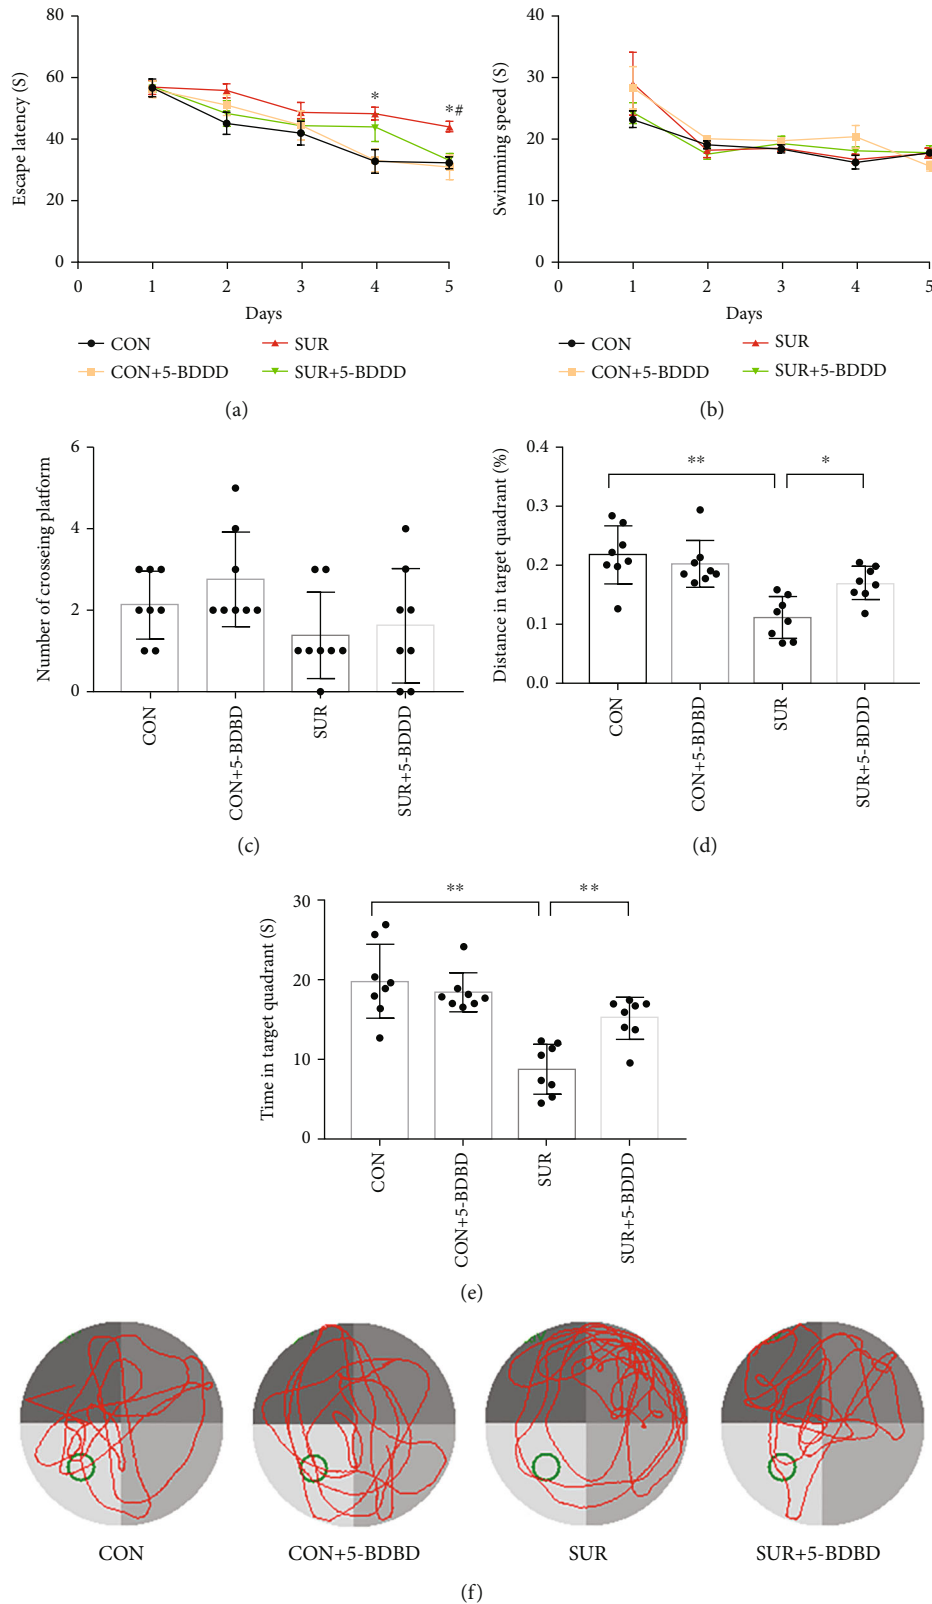 80
60
40
20
0
Escape latency (S)
*
*#
0 1 2 3 4 5
Days
CON
SUR
CON+5-BDDD
SUR+5-BDDD
(a)
40
30
20
10
0
Swimming speed (S)
0 1 2 3 4 5
Days
CON
SUR
CON+5-BDDD
SUR+5-BDDD
(b)
6
4
2
0
Number of crosseing platform
CON
CON+5-BDBD
SUR
SUR+5-BDDD
(c)
0.4
0.3
0.2
0.1
0.0
Distance in target quadrant (%)
**
*
CON
CON+5-BDBD
SUR
SUR+5-BDDD
(d)
30
20
10
0
Time in target quadrant (S)
**
**
CON
CON+5-BDBD
SUR
SUR+5-BDDD
(e)
CON
CON+5-BDBD
SUR
SUR+5-BDBD
(f)